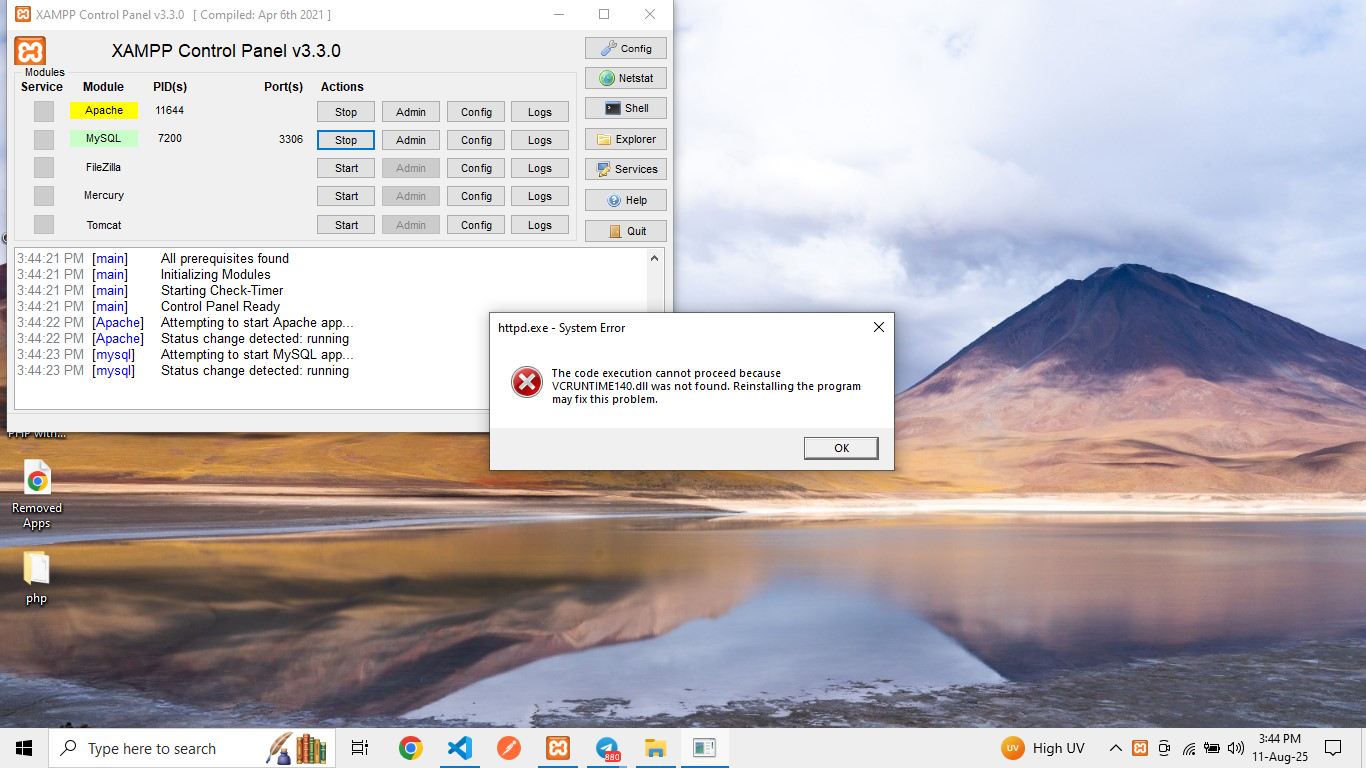 XAMPP Control Panel v3.3.0 [ Compiled: Apr 6th 2021 ]
XAMPP Control Panel v3.3.0
Modules
Service Module PID(s) Port(s) Actions
Apache 11644 Stop Admin Config Logs
MySQL 7200 3306 Stop Admin Config Logs
FileZilla Start Admin Config Logs
Mercury Start Admin Config Logs
Tomcat Start Admin Config Logs
Config
Netstat
Shell
Explorer
Services
Help
Quit
3:44:21 PM [main] All prerequisites found
3:44:21 PM [main] Initializing Modules
3:44:21 PM [main] Starting Check-Timer
3:44:21 PM [main] Control Panel Ready
3:44:22 PM [Apache] Attempting to start Apache app...
3:44:22 PM [Apache] Status change detected: running
3:44:23 PM [mysql] Attempting to start MySQL app...
3:44:23 PM [mysql] Status change detected: running
httpd.exe - System Error
The code execution cannot proceed because
VCRUNTIME140.dll was not found. Reinstalling the program
may fix this problem.
OK
PHP with...
Removed
Apps
php
Type here to search
880
UV High UV
3:44 PM
11-Aug-25